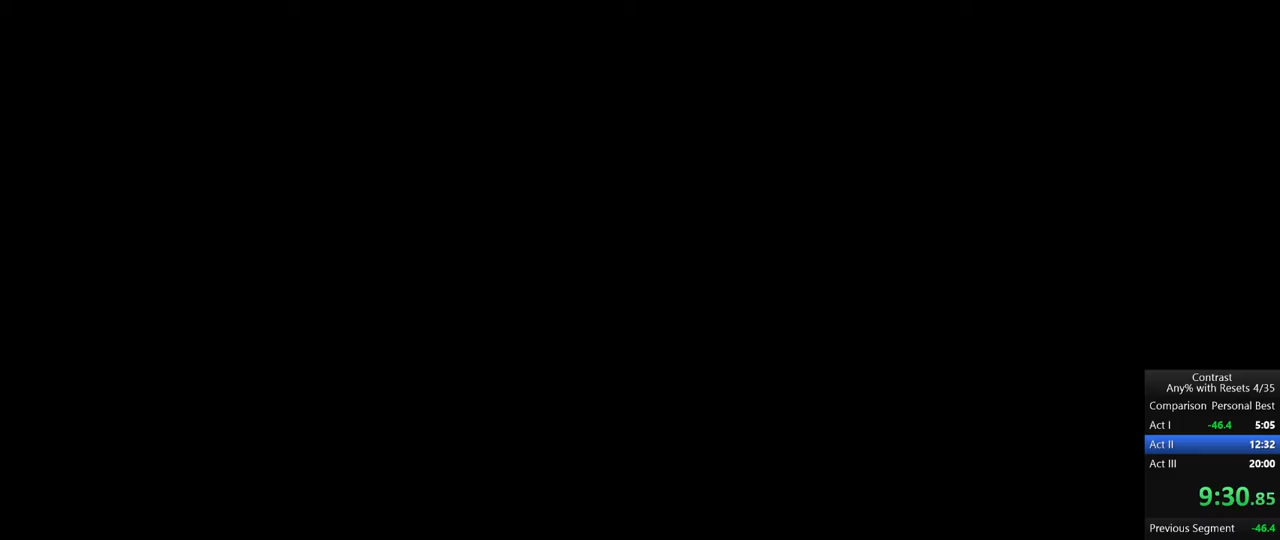 Contrast
Any% with Resets 4/35
Comparison Personal Best
Act I -46.4 5:05
Act II 12:32
Act III 20:00
9:30.85
Previous Segment -46.4